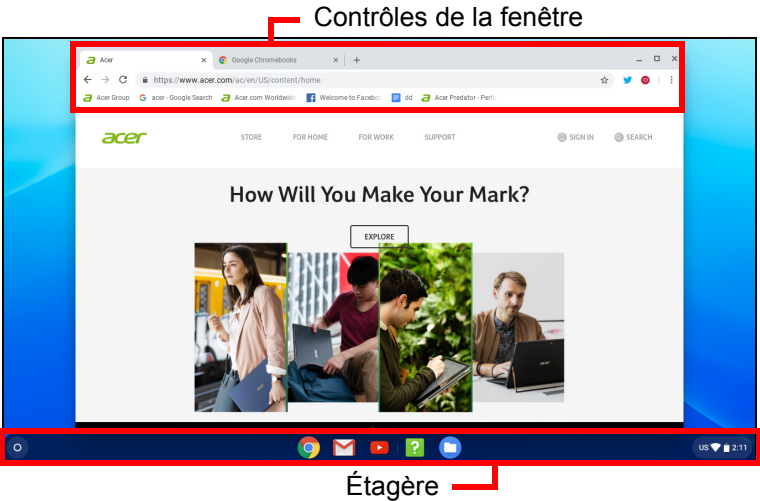 Contrôles de la fenêtre
Acer × Google Chromebooks × +
https://www.acer.com/ac/en/US/content/home
Acer Group acer - Google Search Acer.com Worldwide Welcome to Faceboo dd Acer Predator - Perfo
acer STORE FOR HOME FOR WORK SUPPORT SIGN IN SEARCH
How Will You Make Your Mark?
EXPLORE
US 2:11
Étagère